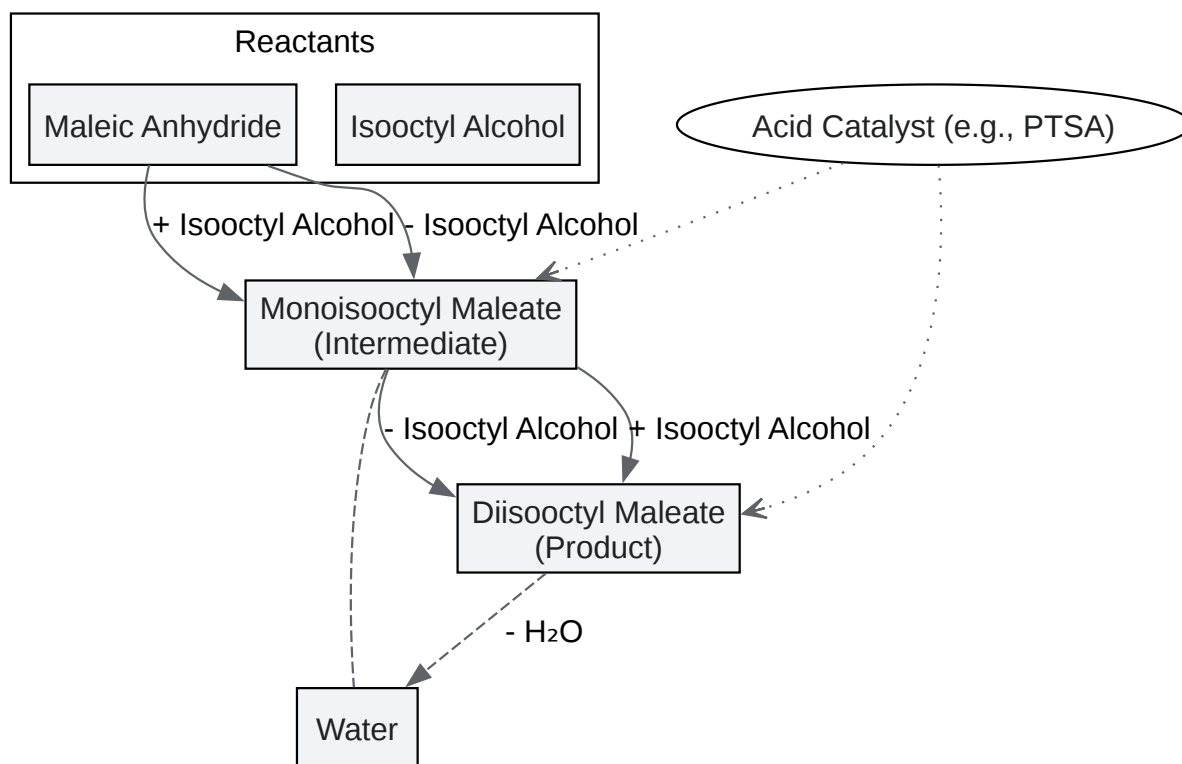 Reactants
Maleic Anhydride
Isooctyl Alcohol
Acid Catalyst (e.g., PTSA)
+ Isooctyl Alcohol
- Isooctyl Alcohol
Monoisooctyl Maleate
(Intermediate)
- Isooctyl Alcohol
+ Isooctyl Alcohol
Diisooctyl Maleate
(Product)
- H₂O
Water